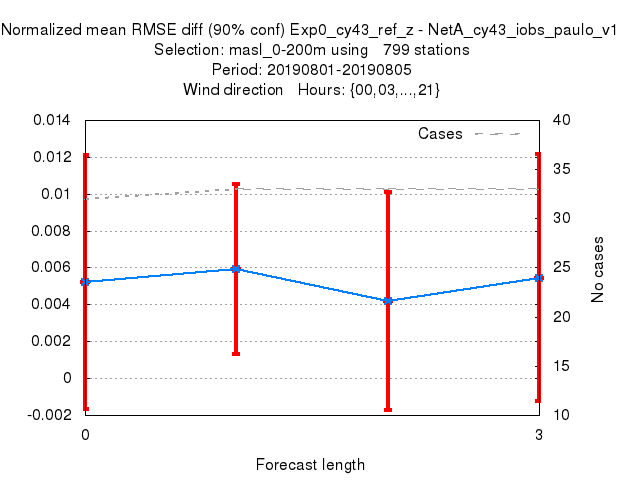 Normalized mean RMSE diff (90% conf) Exp0_cy43_ref_z - NetA_cy43_iobs_paulo_v1
Selection: masl_0-200m using 799 stations
Period: 20190801-20190805
Wind direction Hours: {00,03,...,21}
0.014
0.012
0.01
0.008
0.006
0.004
0.002
0
-0.002
Cases
40
35
30
25
20
15
10
No cases
0
3
Forecast length